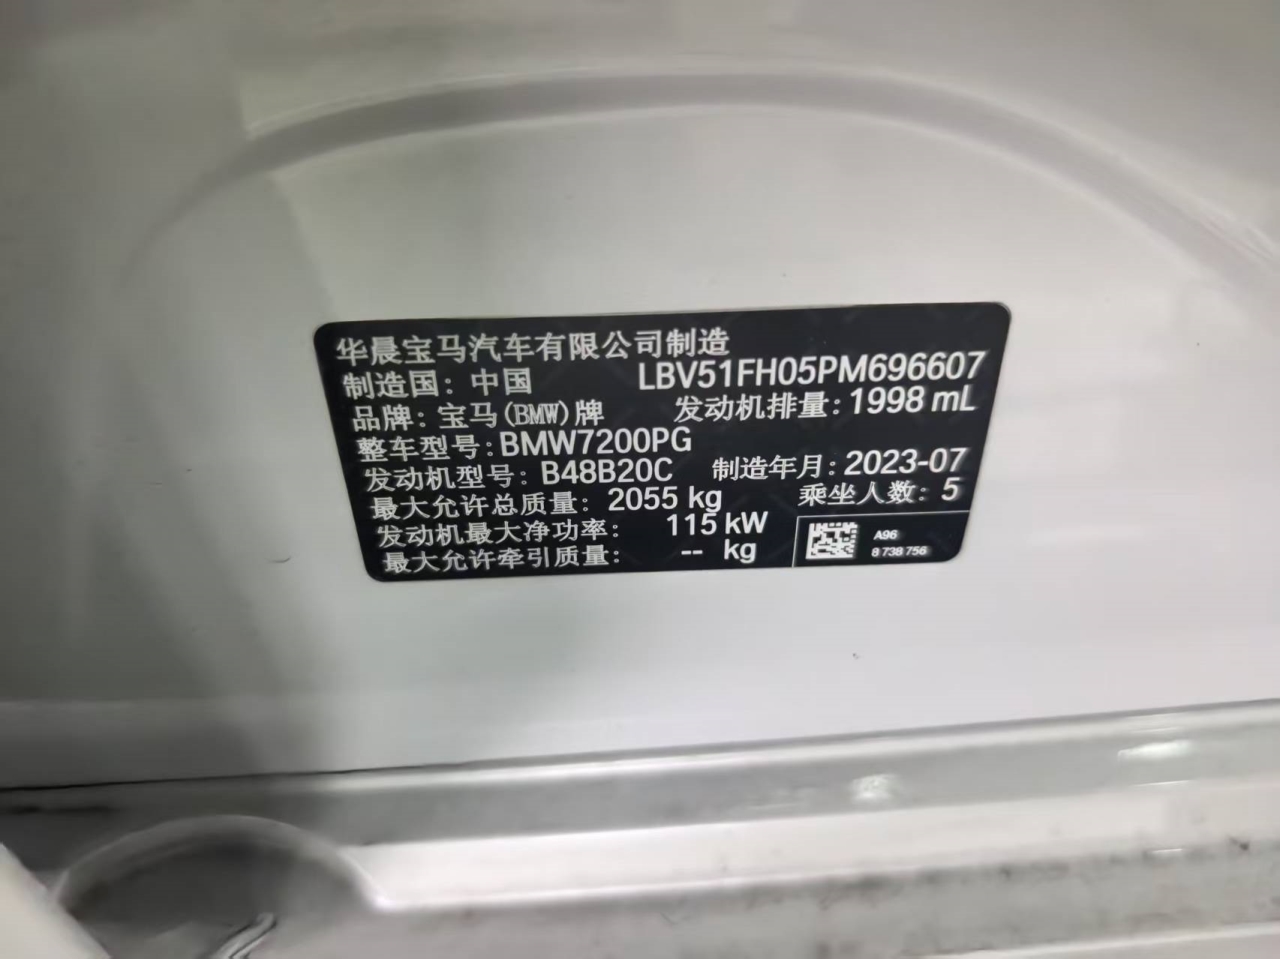 华晨宝马汽车有限公司制造
制造国：中国 LBV51FH05PM696607
品牌：宝马(BMW)牌 发动机排量：1998 mL
整车型号：BMW7200PG
发动机型号：B48B20C 制造年月：2023-07
最大允许总质量：2055 kg 乘坐人数：5
发动机最大净功率： 115 kW
最大允许牵引质量： -- kg
A96
8 738 756